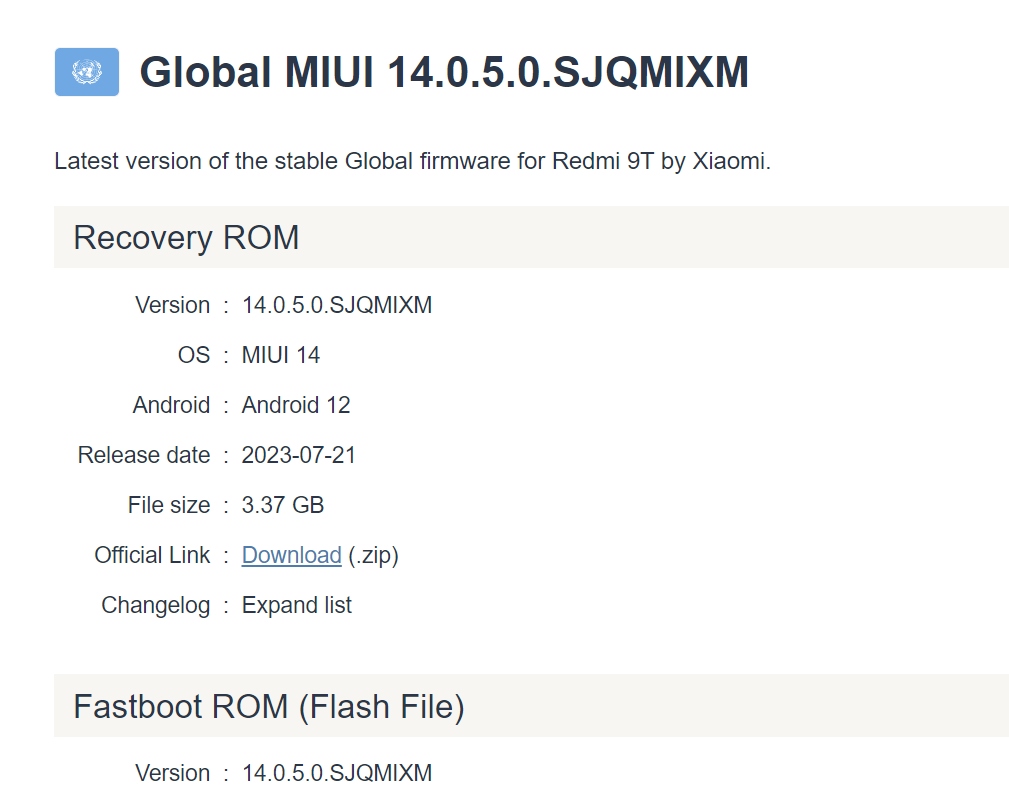 Global MIUI 14.0.5.0.SJQMIXM
Latest version of the stable Global firmware for Redmi 9T by Xiaomi.
Recovery ROM
Version : 14.0.5.0.SJQMIXM
OS : MIUI 14
Android : Android 12
Release date : 2023-07-21
File size : 3.37 GB
Official Link : Download (.zip)
Changelog : Expand list
Fastboot ROM (Flash File)
Version : 14.0.5.0.SJQMIXM